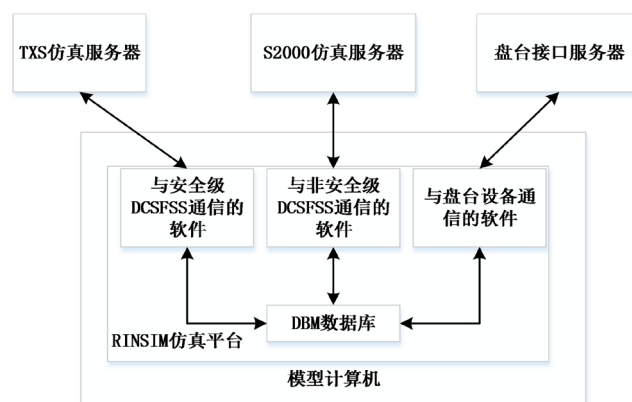 TXS仿真服务器
S2000仿真服务器
盘台接口服务器
与安全级
DCSFSS通信的
软件
与非安全级
DCSFSS通信的
软件
与盘台设备通
信的软件
DBM数据库
RINSIM仿真平台
模型计算机